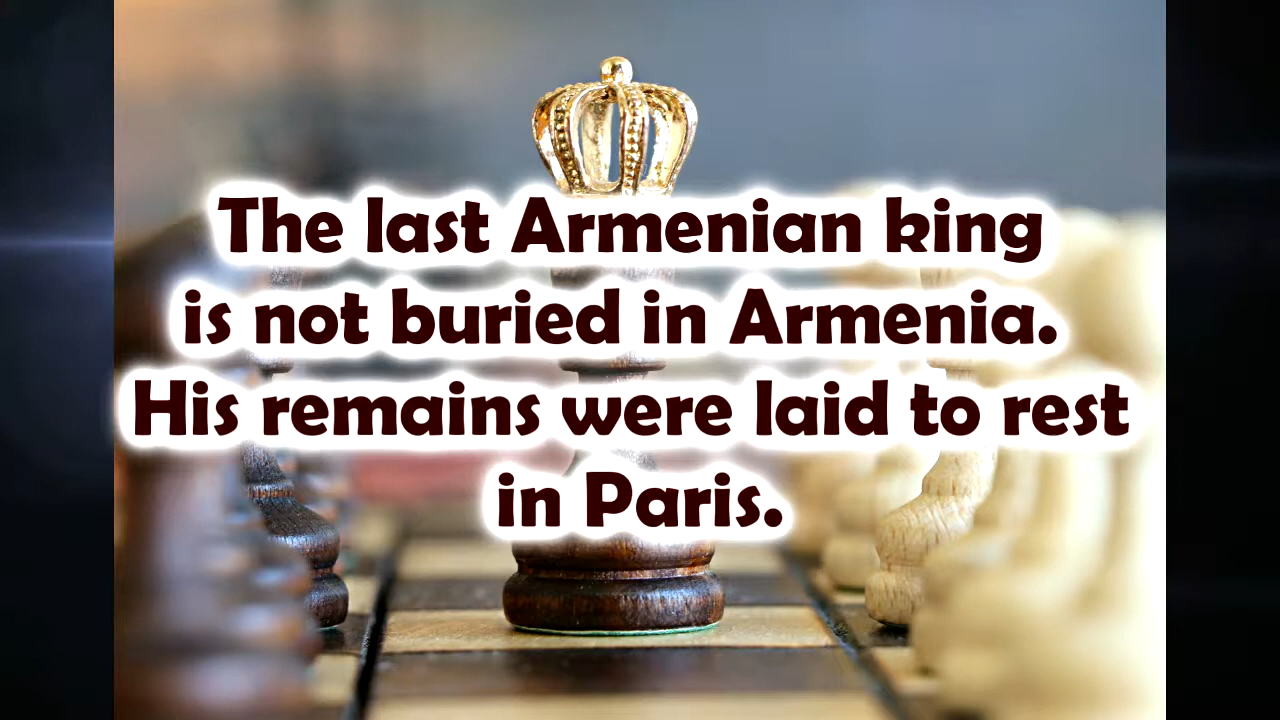 The last Armenian king
is not buried in Armenia.
His remains were laid to rest
in Paris.